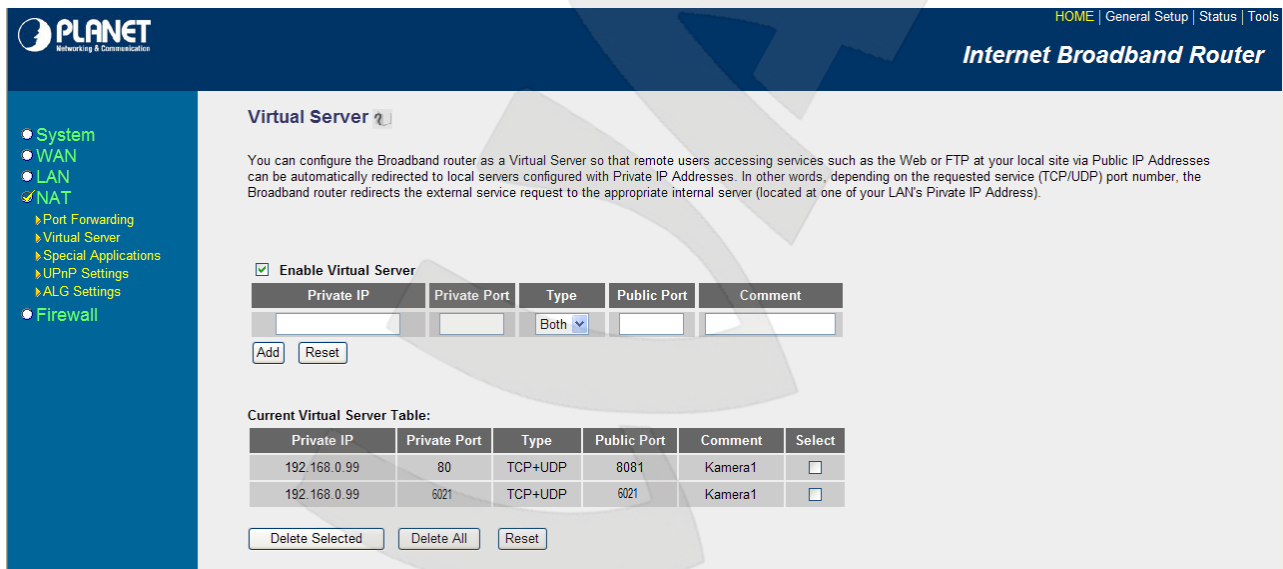 PLANET
Networking & Communication
HOME | General Setup | Status | Tools
Internet Broadband Router
System
WAN
LAN
NAT
Port Forwarding
Virtual Server
Special Applications
UPnP Settings
ALG Settings
Firewall
Virtual Server
You can configure the Broadband router as a Virtual Server so that remote users accessing services such as the Web or FTP at your local site via Public IP Addresses
can be automatically redirected to local servers configured with Private IP Addresses. In other words, depending on the requested service (TCP/UDP) port number, the
Broadband router redirects the external service request to the appropriate internal server (located at one of your LAN's Private IP Address).
Enable Virtual Server
Private IP Private Port Type Public Port Comment
Both
Add Reset
Current Virtual Server Table:
Private IP Private Port Type Public Port Comment Select
192.168.0.99 80 TCP+UDP 8081 Kamera1
192.168.0.99 6021 TCP+UDP 6021 Kamera1
Delete Selected Delete All Reset